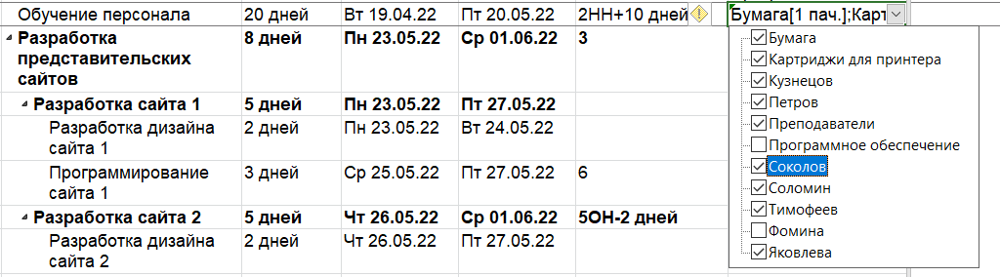 Обучение персонала 20 дней Вт 19.04.22 Пт 20.05.22 2НН+10 дней Бумага[1 пач.];Карт
Разработка 8 дней Пн 23.05.22 Ср 01.06.22 3
представительских
сайтов
Разработка сайта 1 5 дней Пн 23.05.22 Пт 27.05.22
Разработка дизайна 2 дней Пн 23.05.22 Вт 24.05.22
сайта 1
Программирование 3 дней Ср 25.05.22 Пт 27.05.22 6
сайта 1
Разработка сайта 2 5 дней Чт 26.05.22 Ср 01.06.22 5ОН-2 дней
Разработка дизайна 2 дней Чт 26.05.22 Пт 27.05.22
сайта 2
Бумага
Картриджи для принтера
Кузнецов
Петров
Преподаватели
Программное обеспечение
Соколов
Соломин
Тимофеев
Фомина
Яковлева